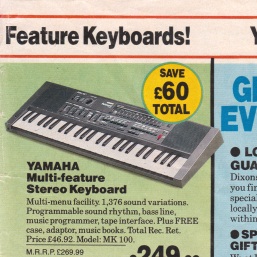 Feature Keyboards!
Y
SAVE
£60
TOTAL
GI
EV
YAMAHA
Multi-feature
Stereo Keyboard
Multi-menu facility. 1,376 sound variations.
Programmable sound rhythm, bass line,
music programmer, tape interface. Plus FREE
case, adaptor, music books. Total Rec. Ret.
Price £46.92. Model: MK 100.
M.R.R.P. £269.99
£249.99
● LO
GUA
Dixons
you fin
special
locally
within
● SP
GIFT